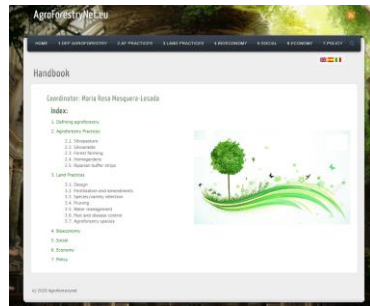 AgroForestryNet.eu
HOME 1 DEF AGROFORESTRY 2 AF PRACTICES 3 LAND PRACTICES 4 BIOECONOMY 5 SOCIAL 6 ECONOMY 7 POLICY
Handbook
Coordinator: María Rosa Mosquera-Losada
Index:
1. Defining agroforestry
2. Agroforestry Practices
2.1. Silvopasture
2.2. Silvoarable
2.3. Forest farming
2.4. Homegardens
2.5. Riparian buffer strips
3. Land Practices
3.1. Design
3.2. Fertilization and amendments
3.3. Species/variety selection
3.4. Pruning
3.5. Water management
3.6. Pest and disease control
3.7. Agroforestry species
4. Bioeconomy
5. Social
6. Economy
7. Policy
(c) 2020 Agroforestrynet